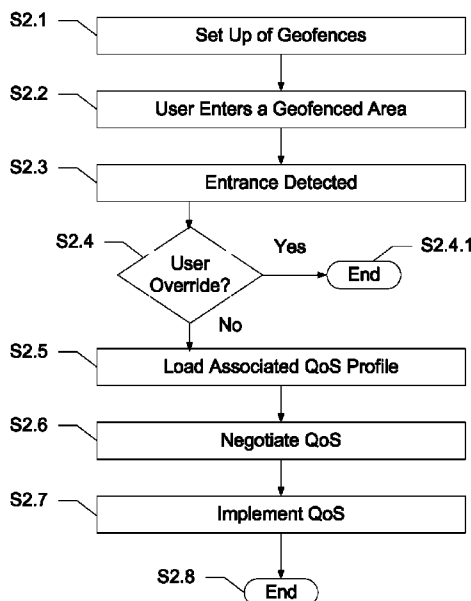 S2.1
Set Up of Geofences
S2.2
User Enters a Geofenced Area
S2.3
Entrance Detected
S2.4
User
Override?
Yes
End
S2.4.1
No
S2.5
Load Associated QoS Profile
S2.6
Negotiate QoS
S2.7
Implement QoS
S2.8
End